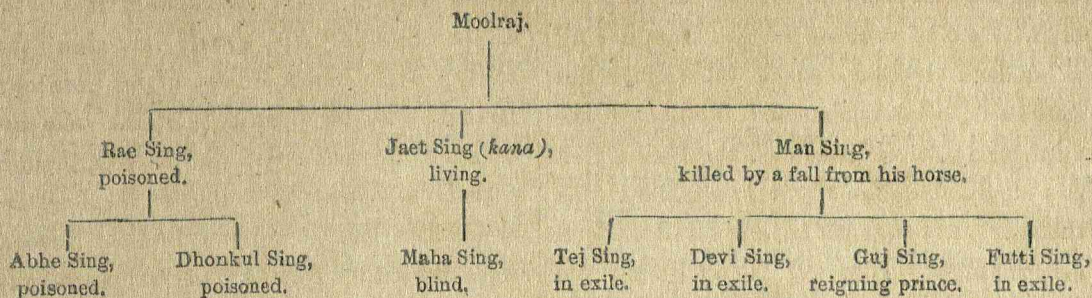 Moolraj.
Rae Sing,
poisoned.
Jaet Sing (kana),
living.
Man Sing,
killed by a fall from his horse.
Abhe Sing,
poisoned.
Dhonkul Sing,
poisoned.
Maha Sing,
blind.
Tej Sing,
in exile.
Devi Sing,
in exile.
Guj Sing,
reigning prince.
Futti Sing,
in exile.